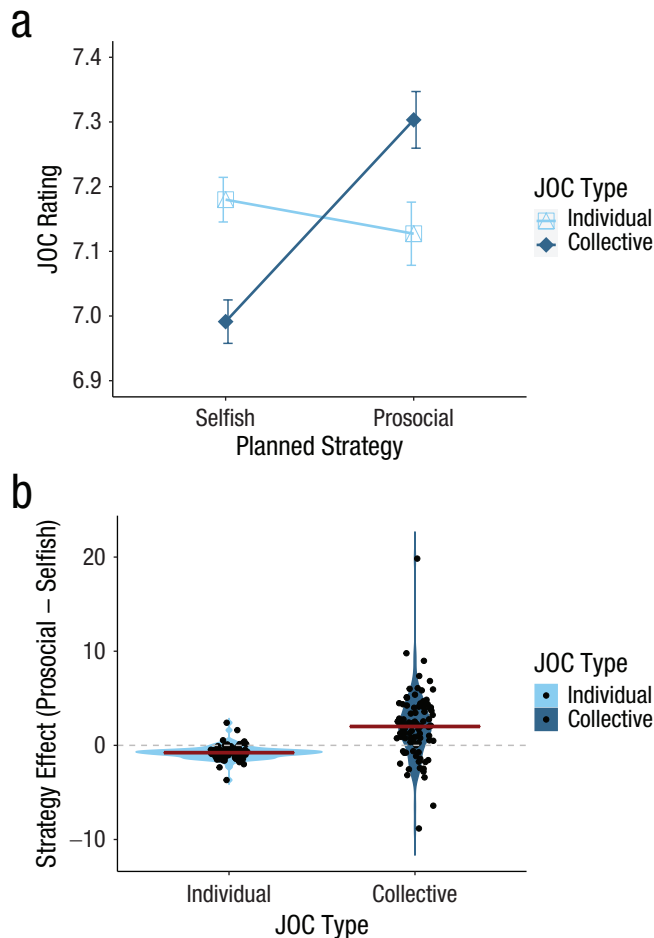 a
7.4
7.3
7.2
7.1
7.0
6.9
JOC Rating
Selfish
Prosocial
Planned Strategy
JOC Type
Individual
Collective
b
20
10
0
−10
Strategy Effect (Prosocial − Selfish)
Individual
Collective
JOC Type
JOC Type
Individual
Collective